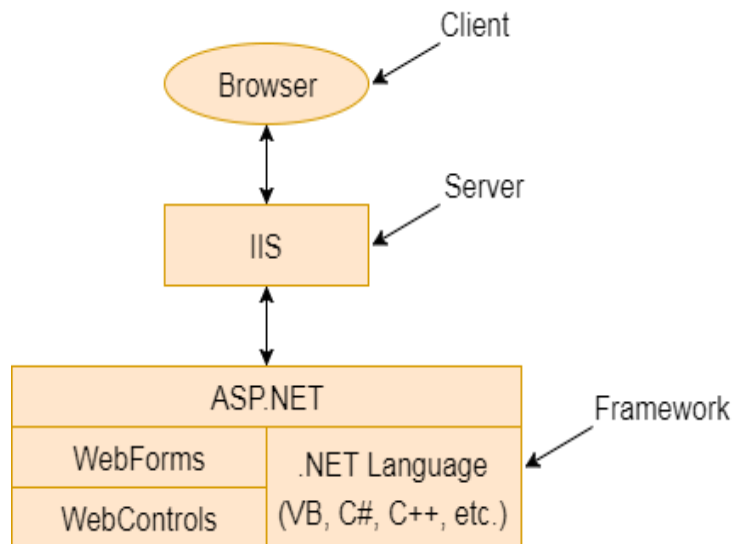 Client
Browser
Server
IIS
ASP.NET
Framework
WebForms
.NET Language
WebControls
(VB, C#, C++, etc.)